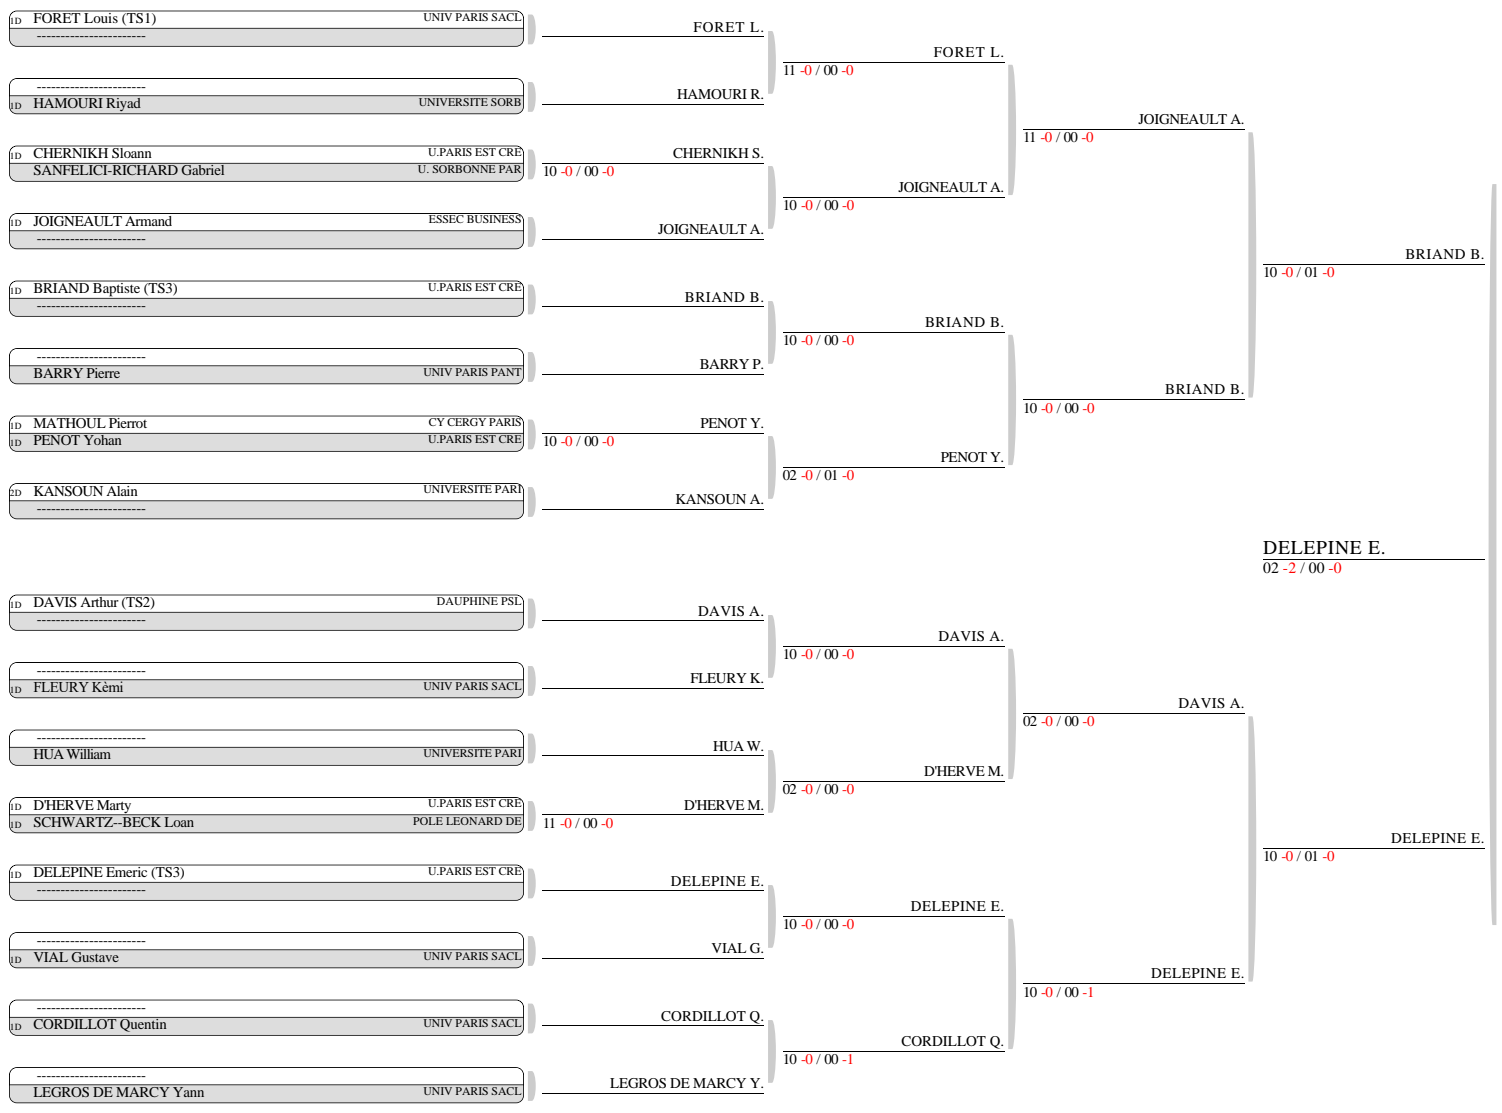 1D FORET Louis (TS1) UNIV PARIS SACL
-----------------------
-----------------------
1D HAMOURI Riyad UNIVERSITE SORB
1D CHERNIKH Sloann U.PARIS EST CRE
SANFELICI-RICHARD Gabriel U. SORBONNE PAR
1D JOIGNEAULT Armand ESSEC BUSINESS
-----------------------
1D BRIAND Baptiste (TS3) U.PARIS EST CRE
-----------------------
-----------------------
BARRY Pierre UNIV PARIS PANT
1D MATHOUL Pierrot CY CERGY PARIS
1D PENOT Yohan U.PARIS EST CRE
2D KANSOUN Alain UNIVERSITE PARI
-----------------------
1D DAVIS Arthur (TS2) DAUPHINE PSL
-----------------------
-----------------------
1D FLEURY Kèmi UNIV PARIS SACL
-----------------------
HUA William UNIVERSITE PARI
1D D'HERVE Marty U.PARIS EST CRE
1D SCHWARTZ--BECK Loan POLE LEONARD DE
1D DELEPINE Emeric (TS3) U.PARIS EST CRE
-----------------------
-----------------------
1D VIAL Gustave UNIV PARIS SACL
-----------------------
1D CORDILLOT Quentin UNIV PARIS SACL
-----------------------
LEGROS DE MARCY Yann UNIV PARIS SACL
FORET L.
HAMOURI R.
CHERNIKH S.
10 -0 / 00 -0
JOIGNEAULT A.
BRIAND B.
BARRY P.
PENOT Y.
10 -0 / 00 -0
KANSOUN A.
DAVIS A.
FLEURY K.
HUA W.
D'HERVE M.
11 -0 / 00 -0
DELEPINE E.
VIAL G.
CORDILLOT Q.
LEGROS DE MARCY Y.
FORET L.
11 -0 / 00 -0
JOIGNEAULT A.
10 -0 / 00 -0
BRIAND B.
10 -0 / 00 -0
PENOT Y.
02 -0 / 01 -0
DAVIS A.
10 -0 / 00 -0
D'HERVE M.
02 -0 / 00 -0
DELEPINE E.
10 -0 / 00 -0
CORDILLOT Q.
10 -0 / 00 -1
JOIGNEAULT A.
11 -0 / 00 -0
BRIAND B.
10 -0 / 00 -0
DAVIS A.
02 -0 / 00 -0
DELEPINE E.
10 -0 / 00 -1
BRIAND B.
10 -0 / 01 -0
DELEPINE E.
02 -2 / 00 -0
DELEPINE E.
10 -0 / 01 -0